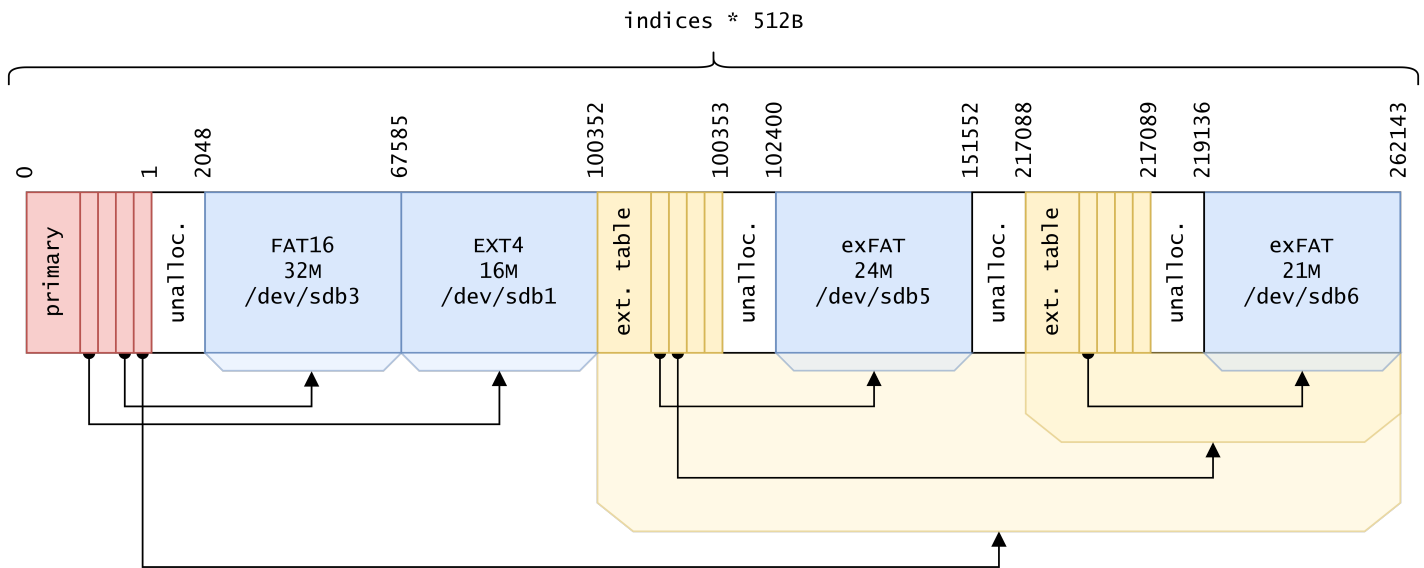 indices * 512B
0
1
2048
67585
100352
100353
102400
151552
217088
217089
219136
262143
primary
unalloc.
FAT16
32M
/dev/sdb3
EXT4
16M
/dev/sdb1
ext. table
unalloc.
exFAT
24M
/dev/sdb5
unalloc.
ext. table
unalloc.
exFAT
21M
/dev/sdb6